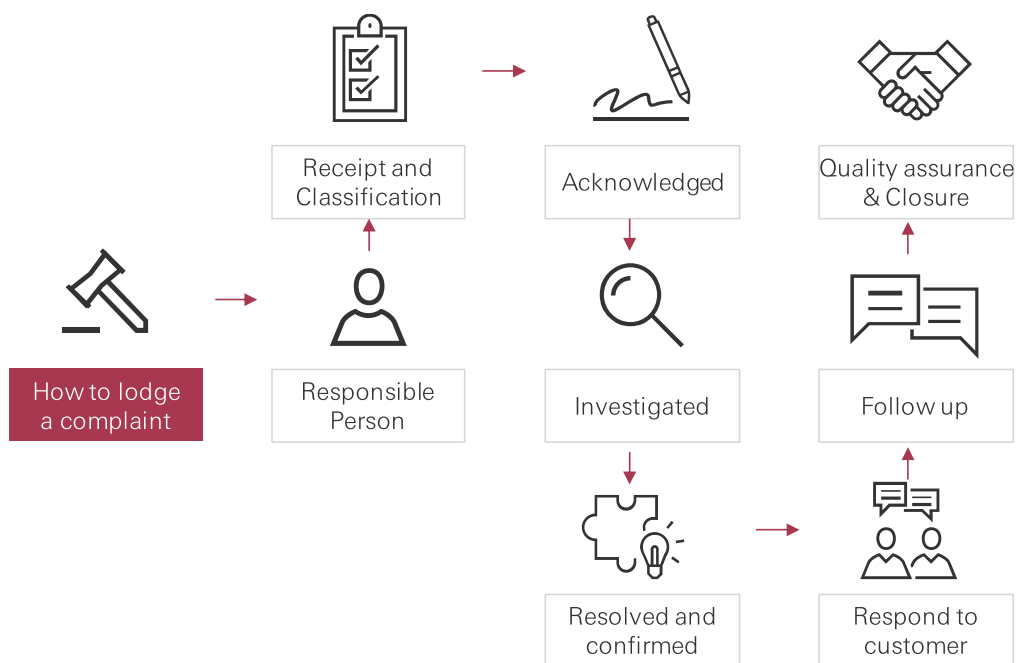 How to lodge
a complaint
Responsible
Person
Receipt and
Classification
Acknowledged
Investigated
Resolved and
confirmed
Respond to
customer
Follow up
Quality assurance
& Closure